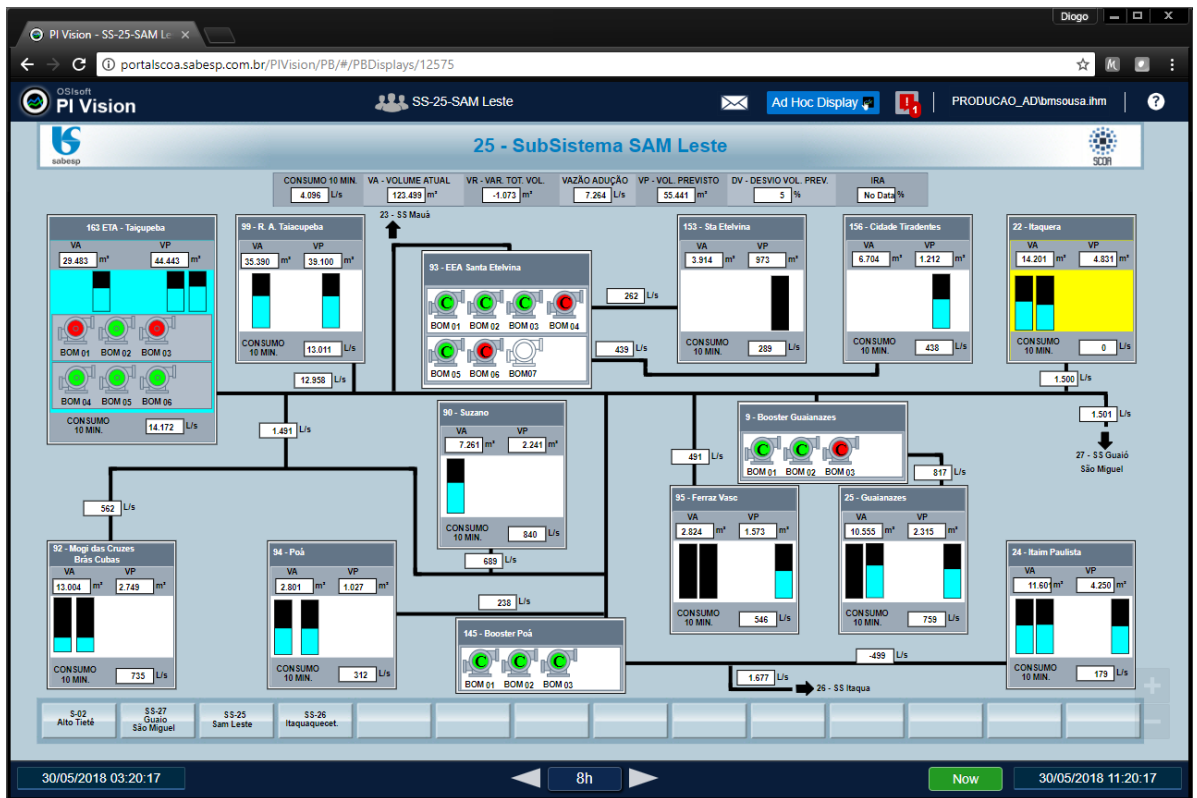 Diogo
PI Vision - SS-25-SAM Le
portalscoa.sabesp.com.br/PIVision/PB/#/PBDisplays/12575
OSIsoft
PI Vision
SS-25-SAM Leste
Ad Hoc Display
1
PRODUCAO_AD\bmsousa.ihm
?
sabesp
25 - SubSistema SAM Leste
SCOA
CONSUMO 10 MIN.
4.096 L/s
VA - VOLUME ATUAL
123.499 m³
VR - VAR. TOT. VOL.
-1.073 m³
VAZÃO ADUÇÃO
7.264 L/s
VP - VOL. PREVISTO
55.441 m³
DV - DESVIO VOL. PREV.
5 %
IRA
No Data %
163 ETA - Taiçupeba
VA VP
29.483 m³ 44.443 m³
BOM 01 BOM 02 BOM 03
BOM 04 BOM 05 BOM 06
CONSUMO
10 MIN.
14.172 L/s
99 - R. A. Taiacupeba
VA VP
35.390 m³ 39.100 m³
CONSUMO
10 MIN.
13.011 L/s
12.958 L/s
23 - SS Mauá
93 - EEA Santa Etelvina
C C C C
BOM 01 BOM 02 BOM 03 BOM 04
C C
BOM 05 BOM 06 BOM07
262 L/s
439 L/s
153 - Sta Etelvina
VA VP
3.914 m³ 973 m³
CONSUMO
10 MIN.
289 L/s
156 - Cidade Tiradentes
VA VP
6.704 m³ 1.212 m³
CONSUMO
10 MIN.
438 L/s
22 - Itaquera
VA VP
14.201 m³ 4.831 m³
CONSUMO
10 MIN.
0 L/s
1.500 L/s
1.501 L/s
27 - SS Guaió
São Miguel
1.491 L/s
90 - Suzano
VA VP
7.261 m³ 2.241 m³
CONSUMO
10 MIN.
840 L/s
689 L/s
491 L/s
9 - Booster Guaianazes
C C C
BOM 01 BOM 02 BOM 03
817 L/s
562 L/s
92 - Mogi das Cruzes
Brás Cubas
VA VP
13.004 m³ 2.749 m³
CONSUMO
10 MIN.
735 L/s
94 - Poà
VA VP
2.801 m³ 1.027 m³
CONSUMO
10 MIN.
312 L/s
238 L/s
145 - Booster Poà
C C C
BOM 01 BOM 02 BOM 03
95 - Ferraz Vasc
VA VP
2.824 m³ 1.573 m³
CONSUMO
10 MIN.
546 L/s
25 - Guaianazes
VA VP
10.555 m³ 2.315 m³
CONSUMO
10 MIN.
759 L/s
24 - Itaim Paulista
VA VP
11.601 m³ 4.250 m³
CONSUMO
10 MIN.
179 L/s
-499 L/s
1.677 L/s
26 - SS Itaqua
S-02
Alto Tietê
SS-27
Guaio
São Miguel
SS-25
Sam Leste
SS-26
Itaquaquecet.
30/05/2018 03:20:17
8h
Now
30/05/2018 11:20:17